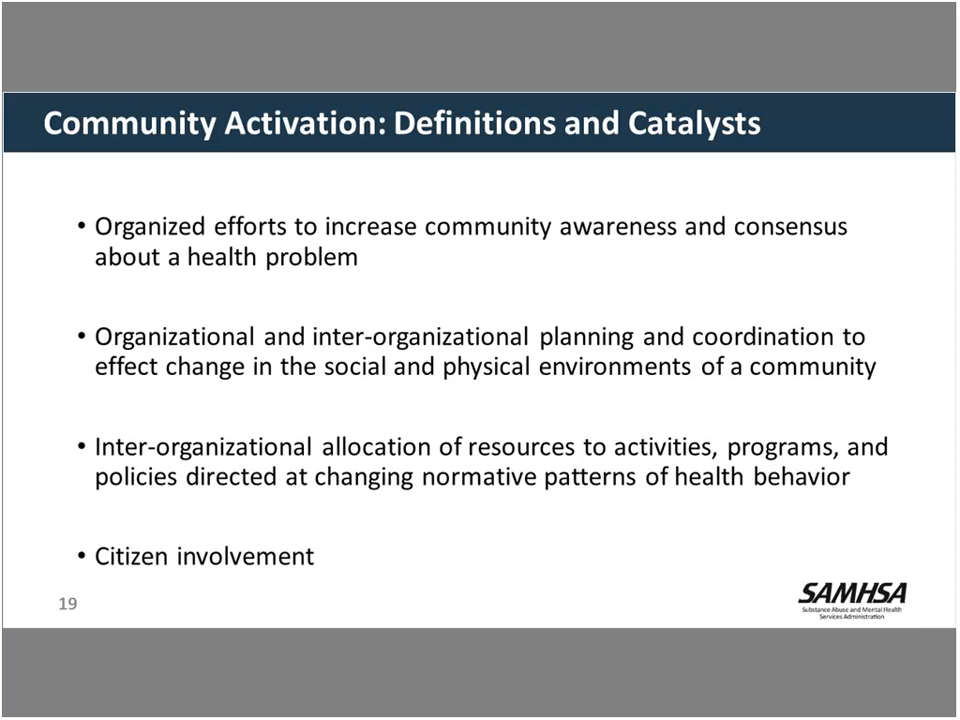 Community Activation: Definitions and Catalysts
• Organized efforts to increase community awareness and consensus
about a health problem
• Organizational and inter-organizational planning and coordination to
effect change in the social and physical environments of a community
• Inter-organizational allocation of resources to activities, programs, and
policies directed at changing normative patterns of health behavior
• Citizen involvement
19
SAMHSA
Substance Abuse and Mental Health
Services Administration